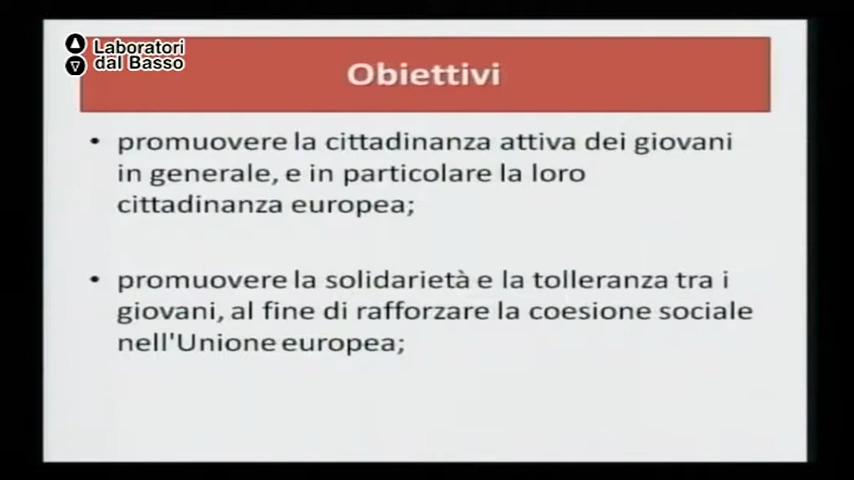 Laboratori
dal Basso
Obiettivi
• promuovere la cittadinanza attiva dei giovani
in generale, e in particolare la loro
cittadinanza europea;
• promuovere la solidarietà e la tolleranza tra i
giovani, al fine di rafforzare la coesione sociale
nell'Unione europea;